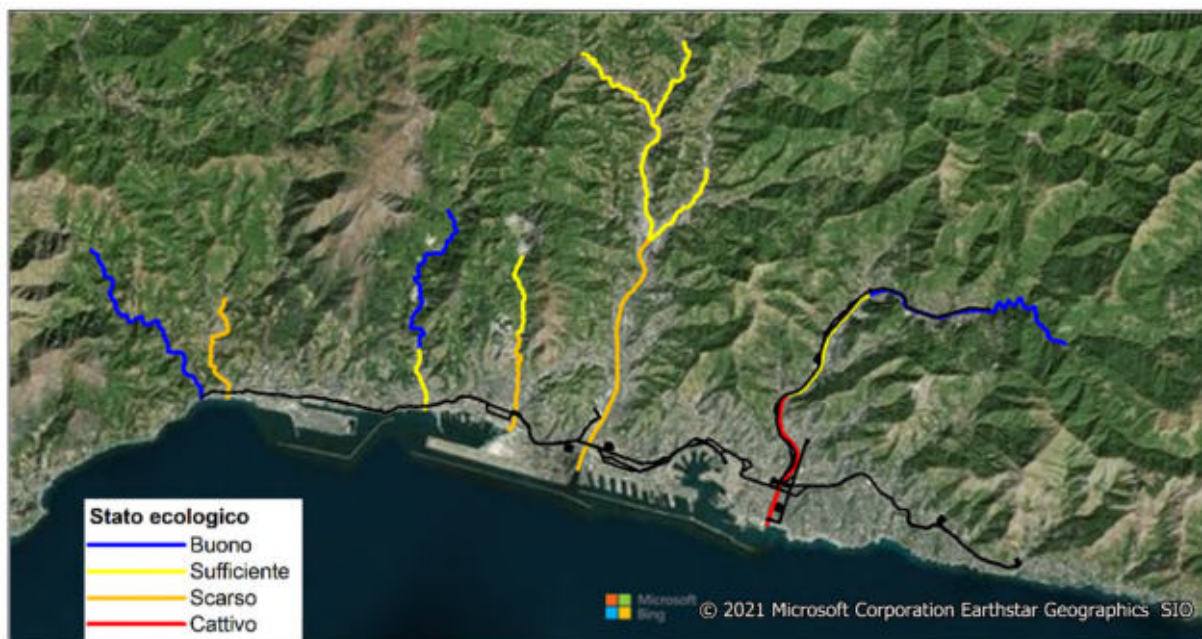 Stato ecologico
Buono
Sufficiente
Scarso
Cattivo
Microsoft
Bing
© 2021 Microsoft Corporation Earthstar Geographics SIO